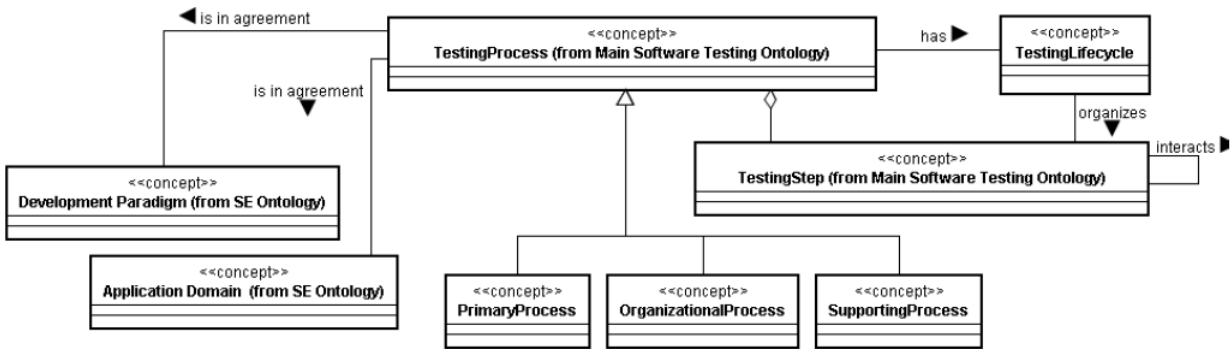 ◀ is in agreement
<<concept>>
TestingProcess (from Main Software Testing Ontology)
has ▶
<<concept>>
TestingLifecycle
is in agreement
▼
organizes
▼
interacts ▶
<<concept>>
TestingStep (from Main Software Testing Ontology)
<<concept>>
Development Paradigm (from SE Ontology)
<<concept>>
Application Domain (from SE Ontology)
<<concept>>
PrimaryProcess
<<concept>>
OrganizationalProcess
<<concept>>
SupportingProcess